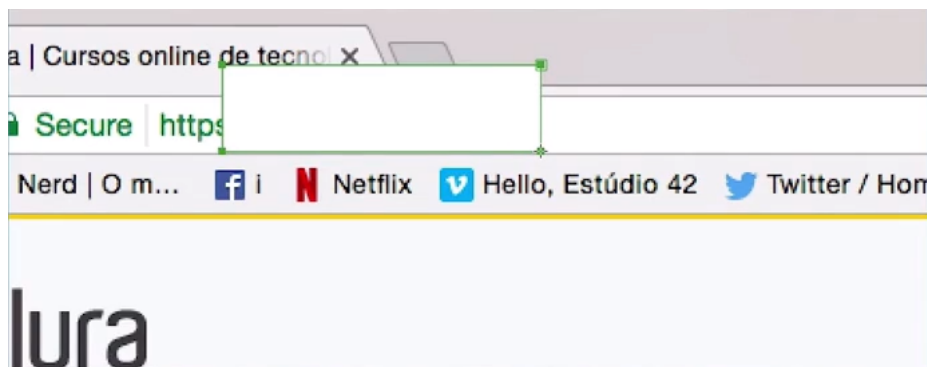 a | Cursos online de tecno
Secure https
Nerd | O m... f i N Netflix v Hello, Estúdio 42 Twitter / Hom
lura